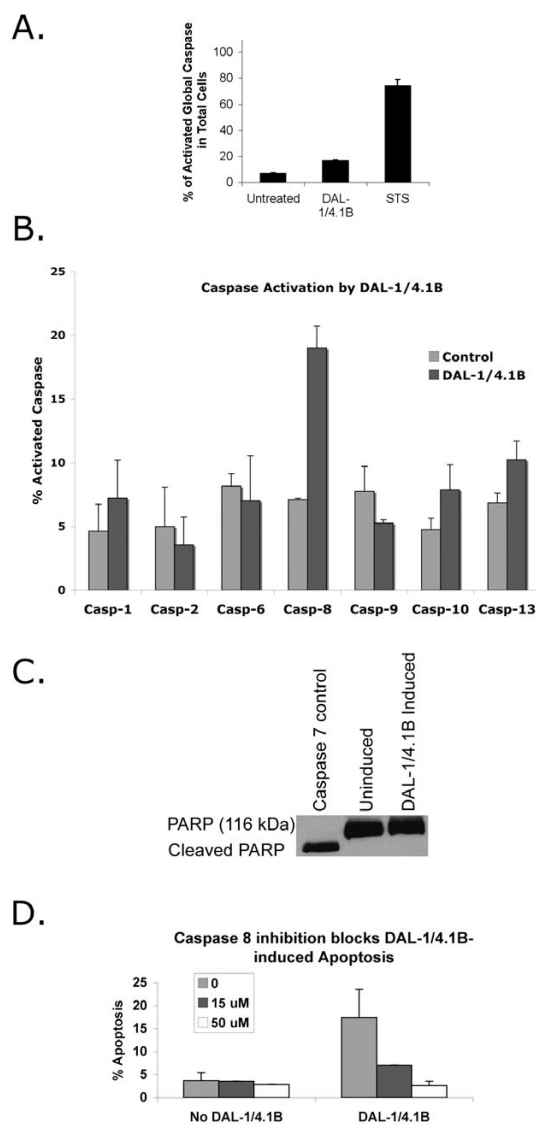 A.
% of Activated Global Caspase
in Total Cells
100
80
60
40
20
0
Untreated
DAL-
1/4.1B
STS
B.
Caspase Activation by DAL-1/4.1B
% Activated Caspase
25
20
15
10
5
0
Control
DAL-1/4.1B
Casp-1 Casp-2 Casp-6 Casp-8 Casp-9 Casp-10 Casp-13
C.
Caspase 7 control
Uninduced
DAL-1/4.1B Induced
PARP (116 kDa)
Cleaved PARP
D.
Caspase 8 inhibition blocks DAL-1/4.1B-
induced Apoptosis
% Apoptosis
25
20
15
10
5
0
0
15 uM
50 uM
No DAL-1/4.1B DAL-1/4.1B